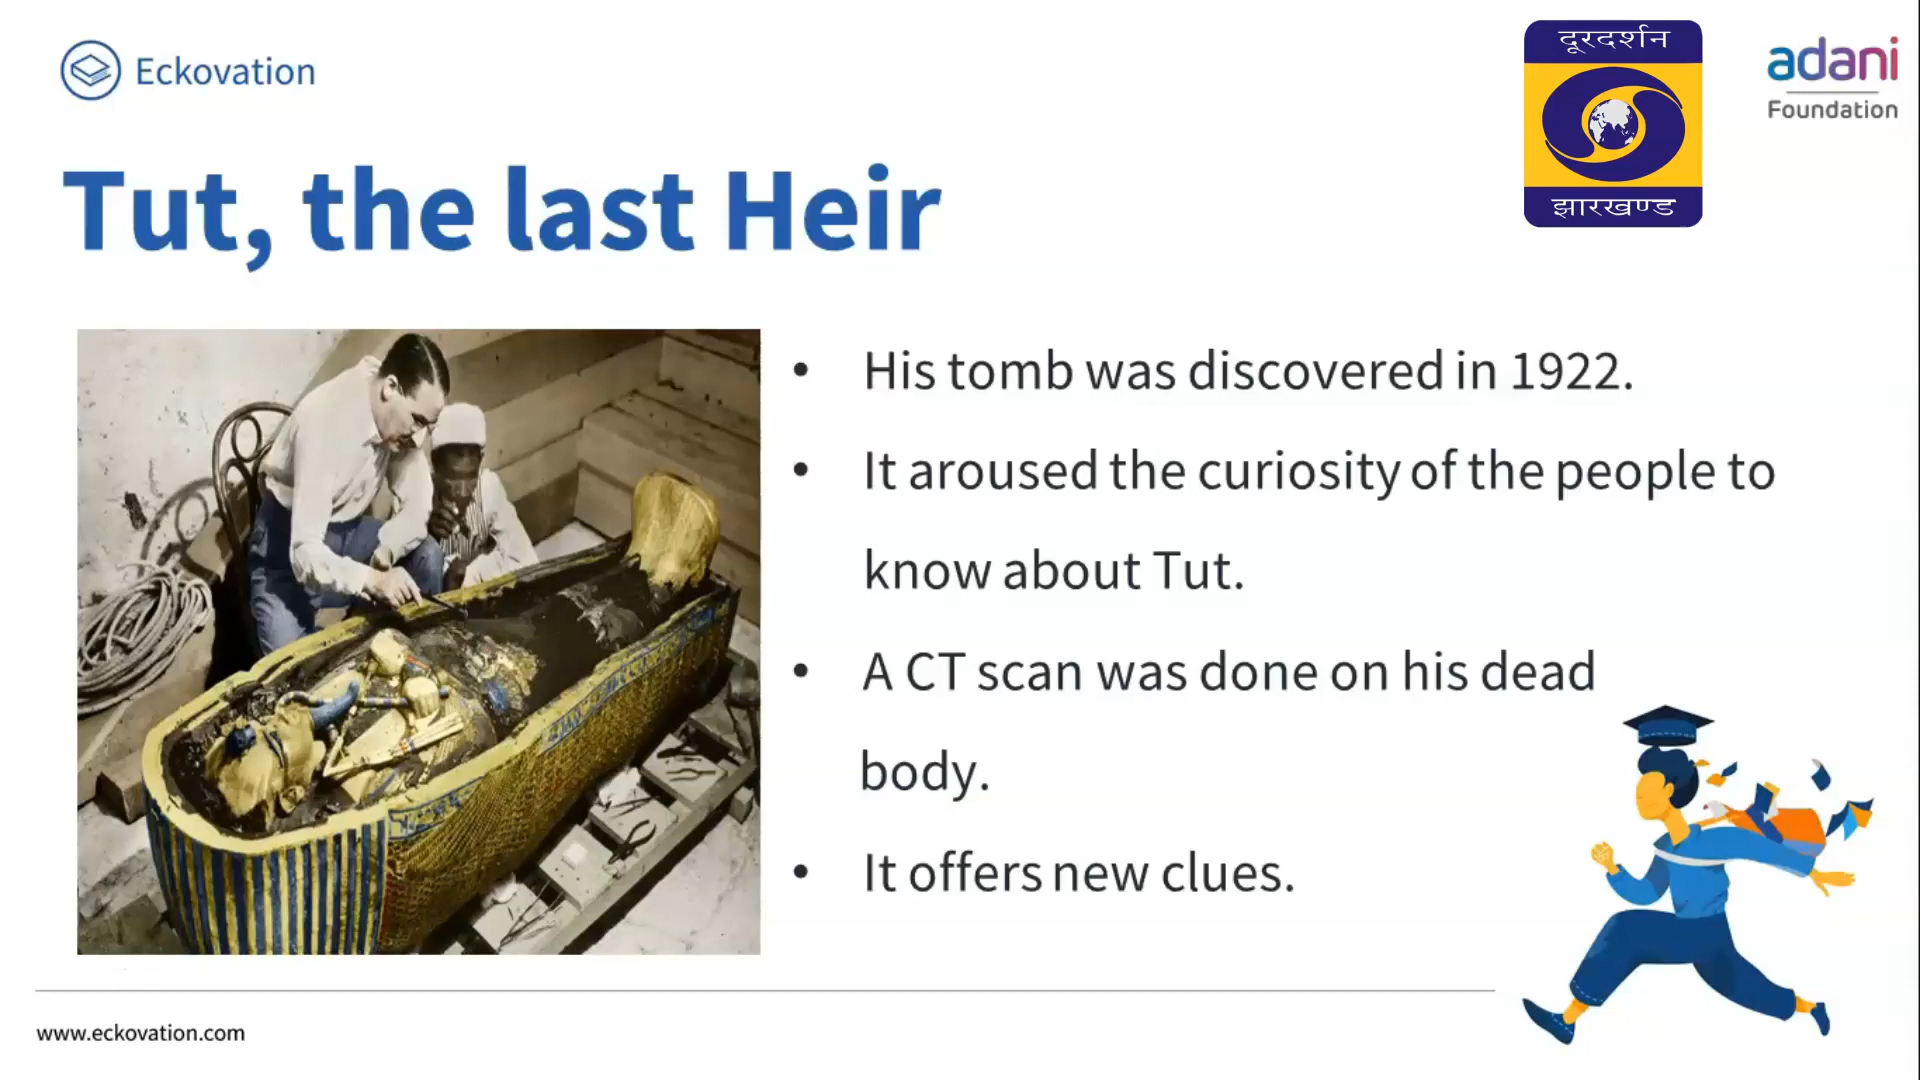 Eckovation
दूरदर्शन
झारखण्ड
adani
Foundation
Tut, the last Heir
• His tomb was discovered in 1922.
• It aroused the curiosity of the people to
know about Tut.
• A CT scan was done on his dead
body.
• It offers new clues.
www.eckovation.com